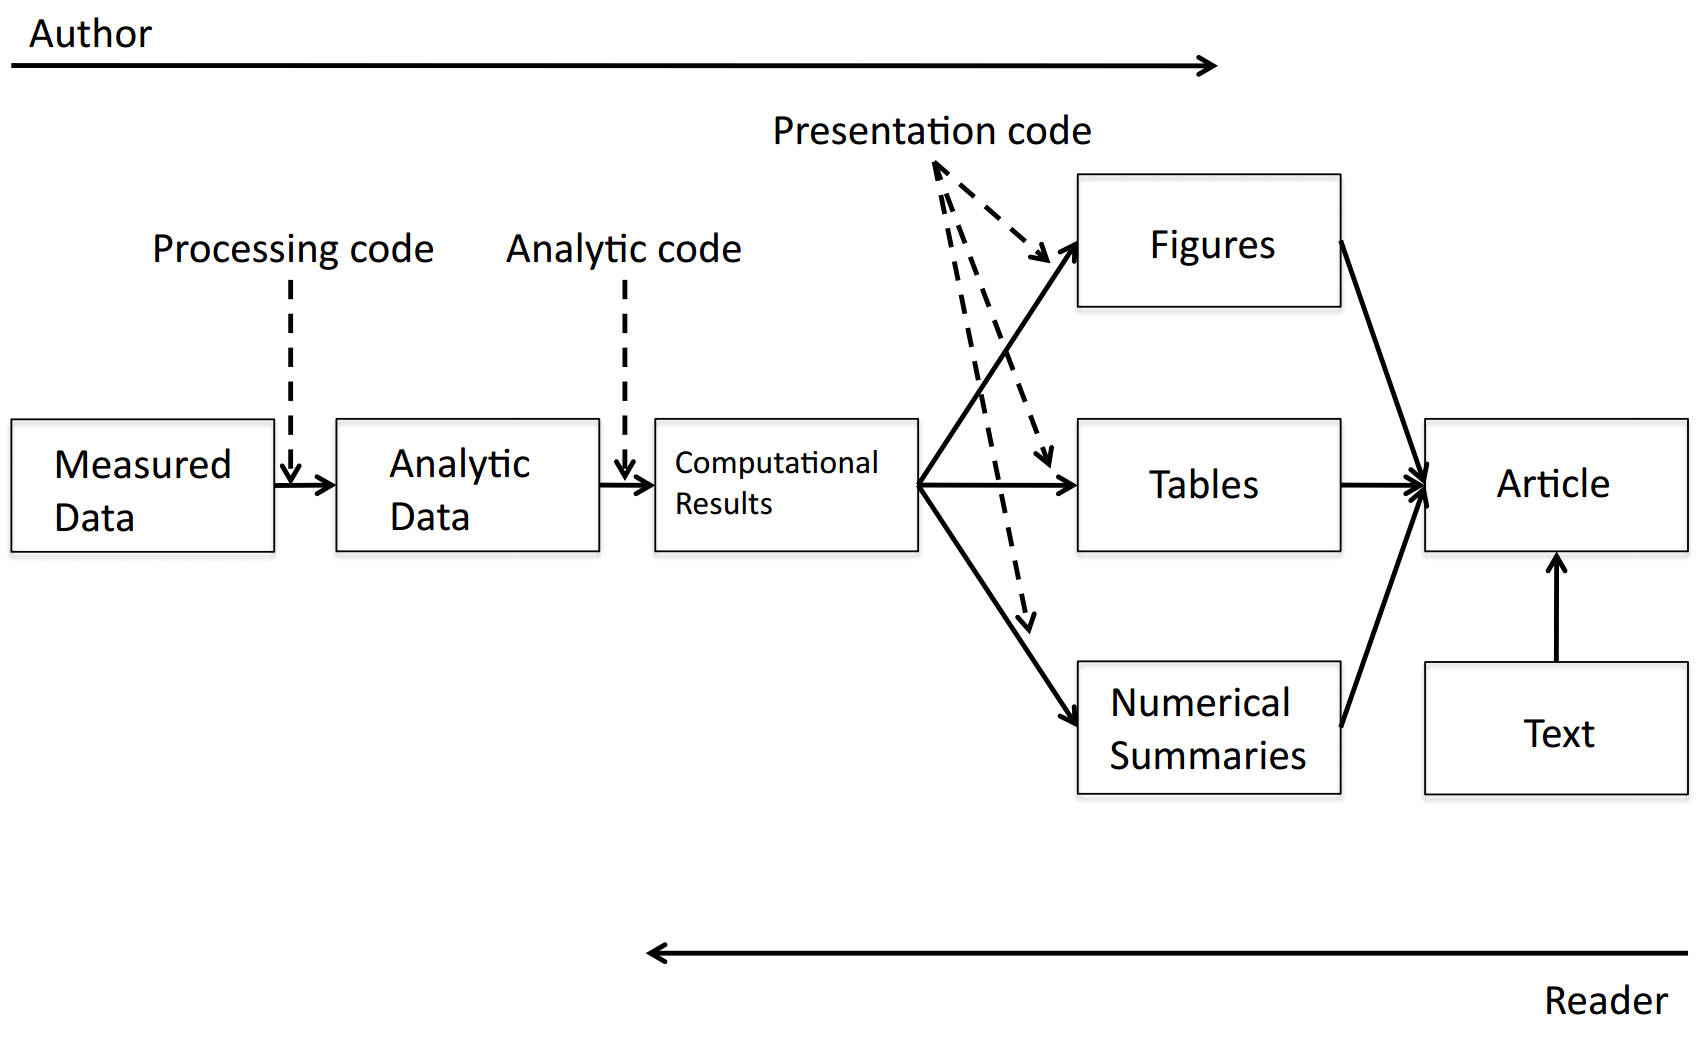 Author
Presentation code
Processing code
Analytic code
Figures
Measured
Data
Analytic
Data
Computational
Results
Tables
Article
Numerical
Summaries
Text
Reader